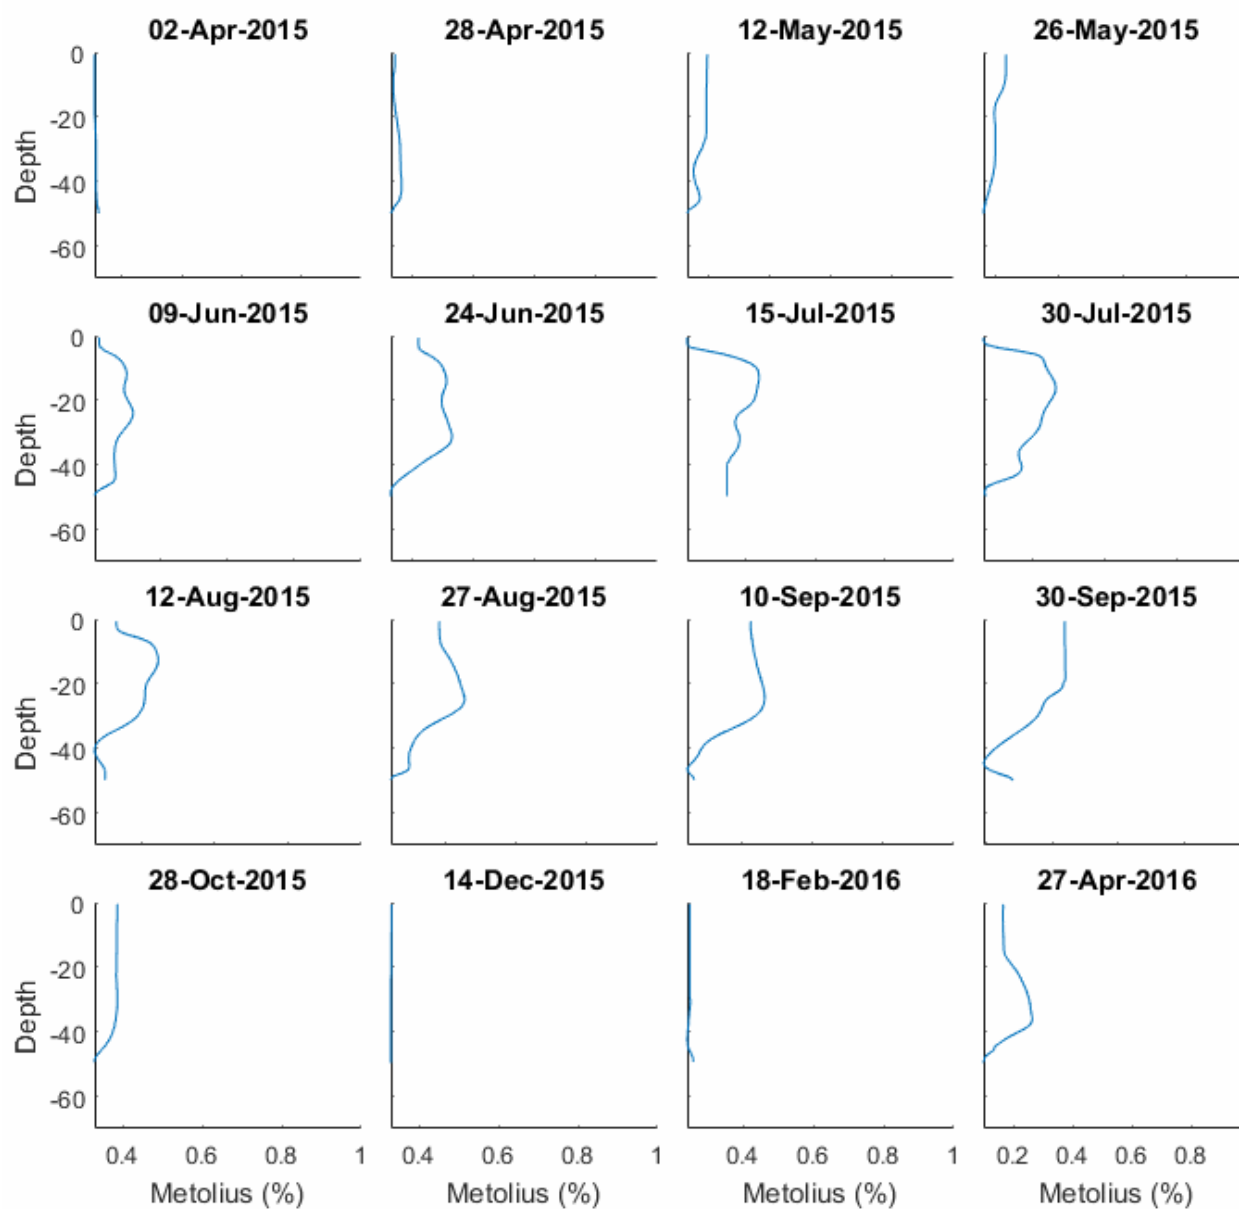 02-Apr-2015 28-Apr-2015 12-May-2015 26-May-2015
0
-20
-40
-60
Depth
09-Jun-2015 24-Jun-2015 15-Jul-2015 30-Jul-2015
0
-20
-40
-60
Depth
12-Aug-2015 27-Aug-2015 10-Sep-2015 30-Sep-2015
0
-20
-40
-60
Depth
28-Oct-2015 14-Dec-2015 18-Feb-2016 27-Apr-2016
0
-20
-40
-60
Depth
0.4 0.6 0.8 1 0.4 0.6 0.8 1 0.4 0.6 0.8 1 0.2 0.4 0.6 0.8
Metolius (%) Metolius (%) Metolius (%) Metolius (%)